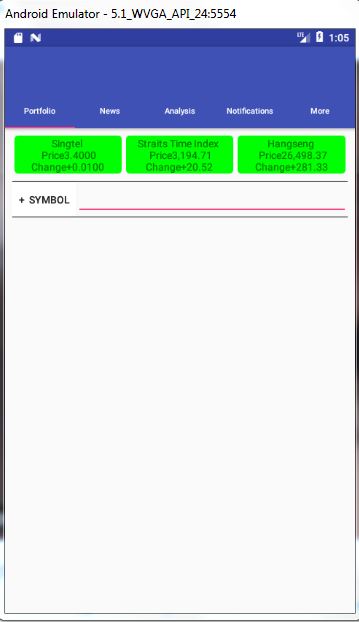 Android Emulator - 5.1_WVGA_API_24:5554
LTE 1:05
Portfolio News Analysis Notifications More
Singtel Straits Time Index Hangseng
Price3.4000 Price3,194.71 Price26,498.37
Change+0.0100 Change+20.52 Change+281.33
+ SYMBOL